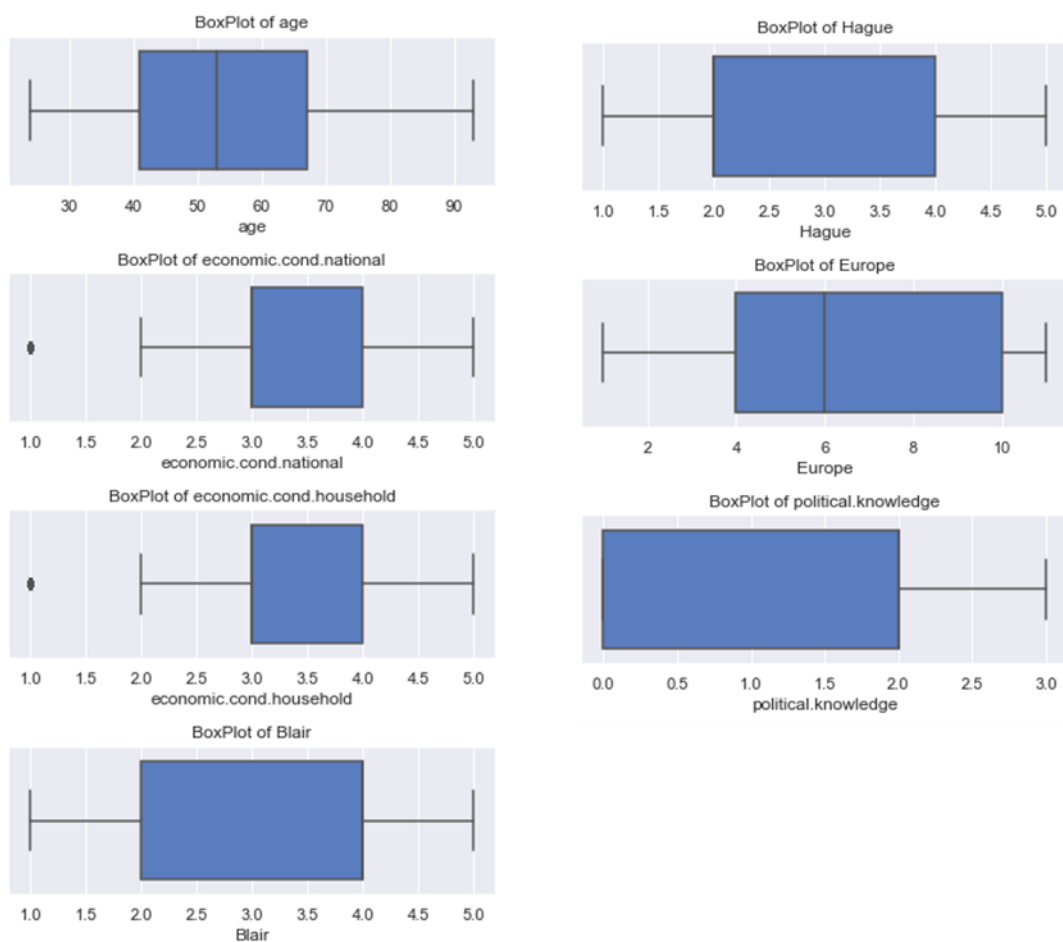 BoxPlot of age
30 40 50 60 70 80 90
age
BoxPlot of economic.cond.national
1.0 1.5 2.0 2.5 3.0 3.5 4.0 4.5 5.0
economic.cond.national
BoxPlot of economic.cond.household
1.0 1.5 2.0 2.5 3.0 3.5 4.0 4.5 5.0
economic.cond.household
BoxPlot of Blair
1.0 1.5 2.0 2.5 3.0 3.5 4.0 4.5 5.0
Blair
BoxPlot of Hague
1.0 1.5 2.0 2.5 3.0 3.5 4.0 4.5 5.0
Hague
BoxPlot of Europe
2 4 6 8 10
Europe
BoxPlot of political.knowledge
0.0 0.5 1.0 1.5 2.0 2.5 3.0
political.knowledge